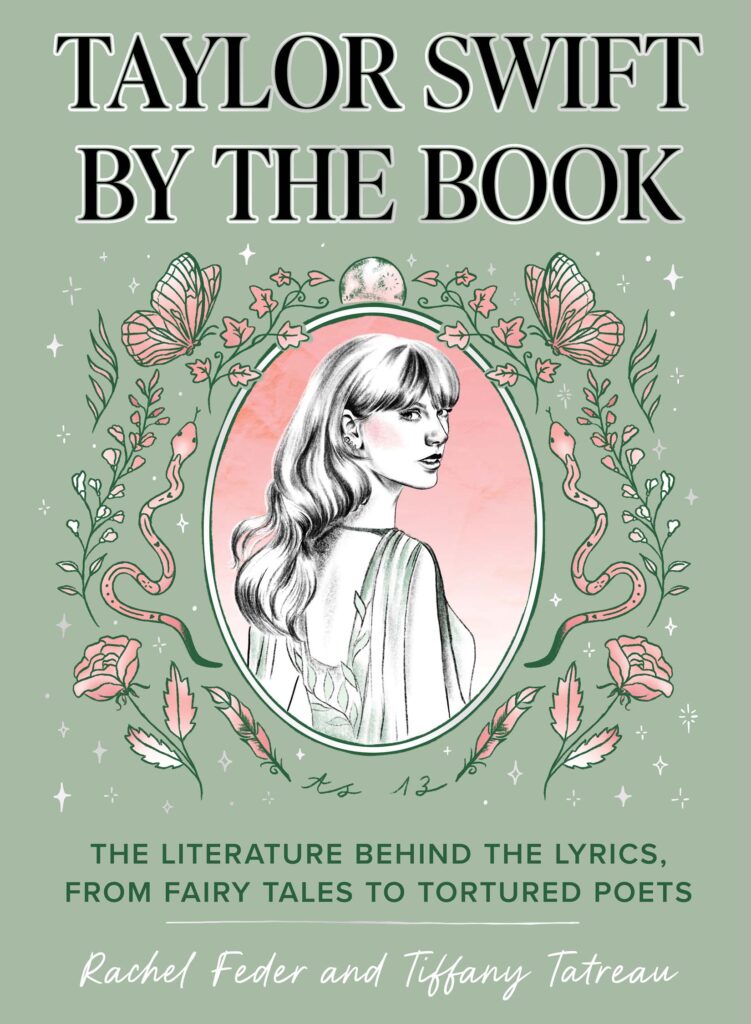 TAYLOR SWIFT
BY THE BOOK
ts 13
THE LITERATURE BEHIND THE LYRICS,
FROM FAIRY TALES TO TORTURED POETS
Rachel Feder and Tiffany Tatreau